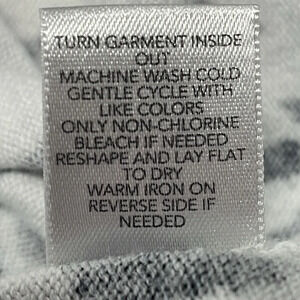 TURN GARMENT INSIDE
OUT
MACHINE WASH COLD
GENTLE CYCLE WITH
LIKE COLORS
ONLY NON-CHLORINE
BLEACH IF NEEDED
RESHAPE AND LAY FLAT
TO DRY
WARM IRON ON
REVERSE SIDE IF
NEEDED